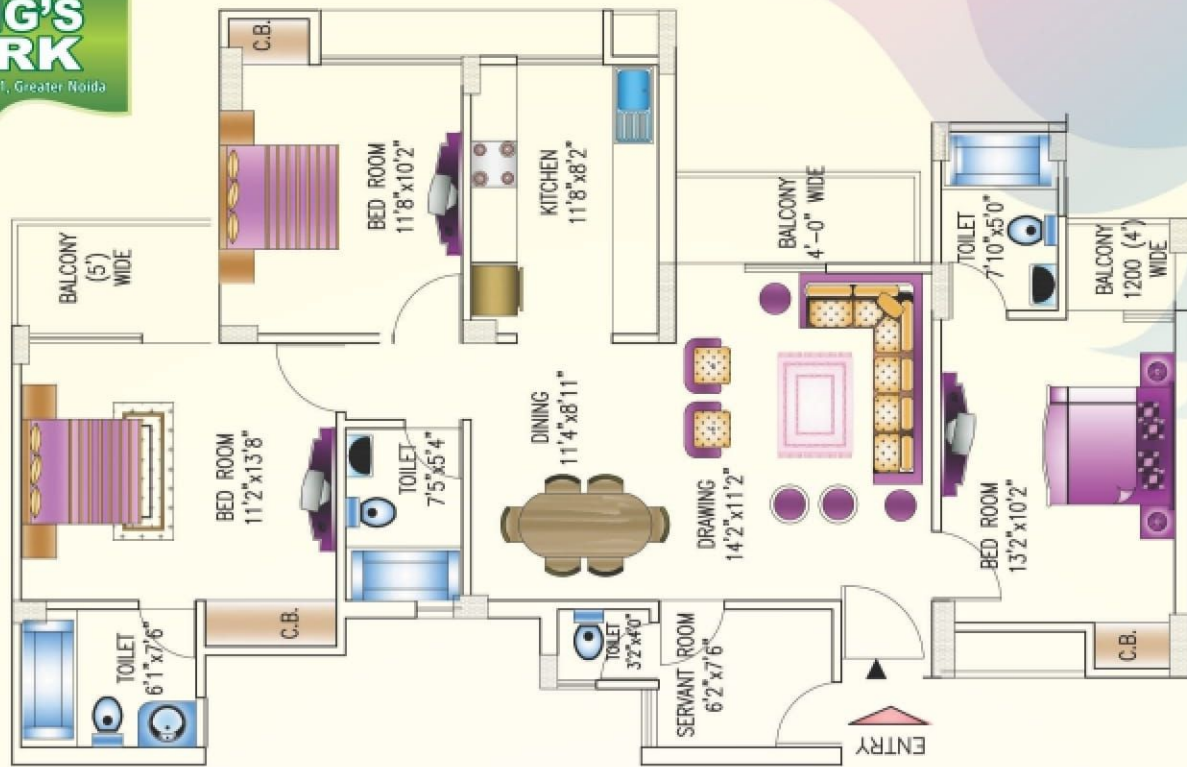 G'S
RK
1, Greater Noida
C.B.
BED ROOM
11'8"x10'2"
KITCHEN
11'8"x8'2"
BALCONY
(5')
WIDE
BALCONY
4'-0" WIDE
TOILET
7'10"x5'0"
BALCONY
1200 (4')
WIDE
BED ROOM
11'2"x13'8"
TOILET
7'5"x5'4"
DINING
11'4"x8'11"
DRAWING
14'2"x11'2"
BED ROOM
13'2"x10'2"
TOILET
6'1"x7'6"
C.B.
TOILET
3'2"x4'0"
SERVANT ROOM
6'2"x7'6"
C.B.
ENTRY